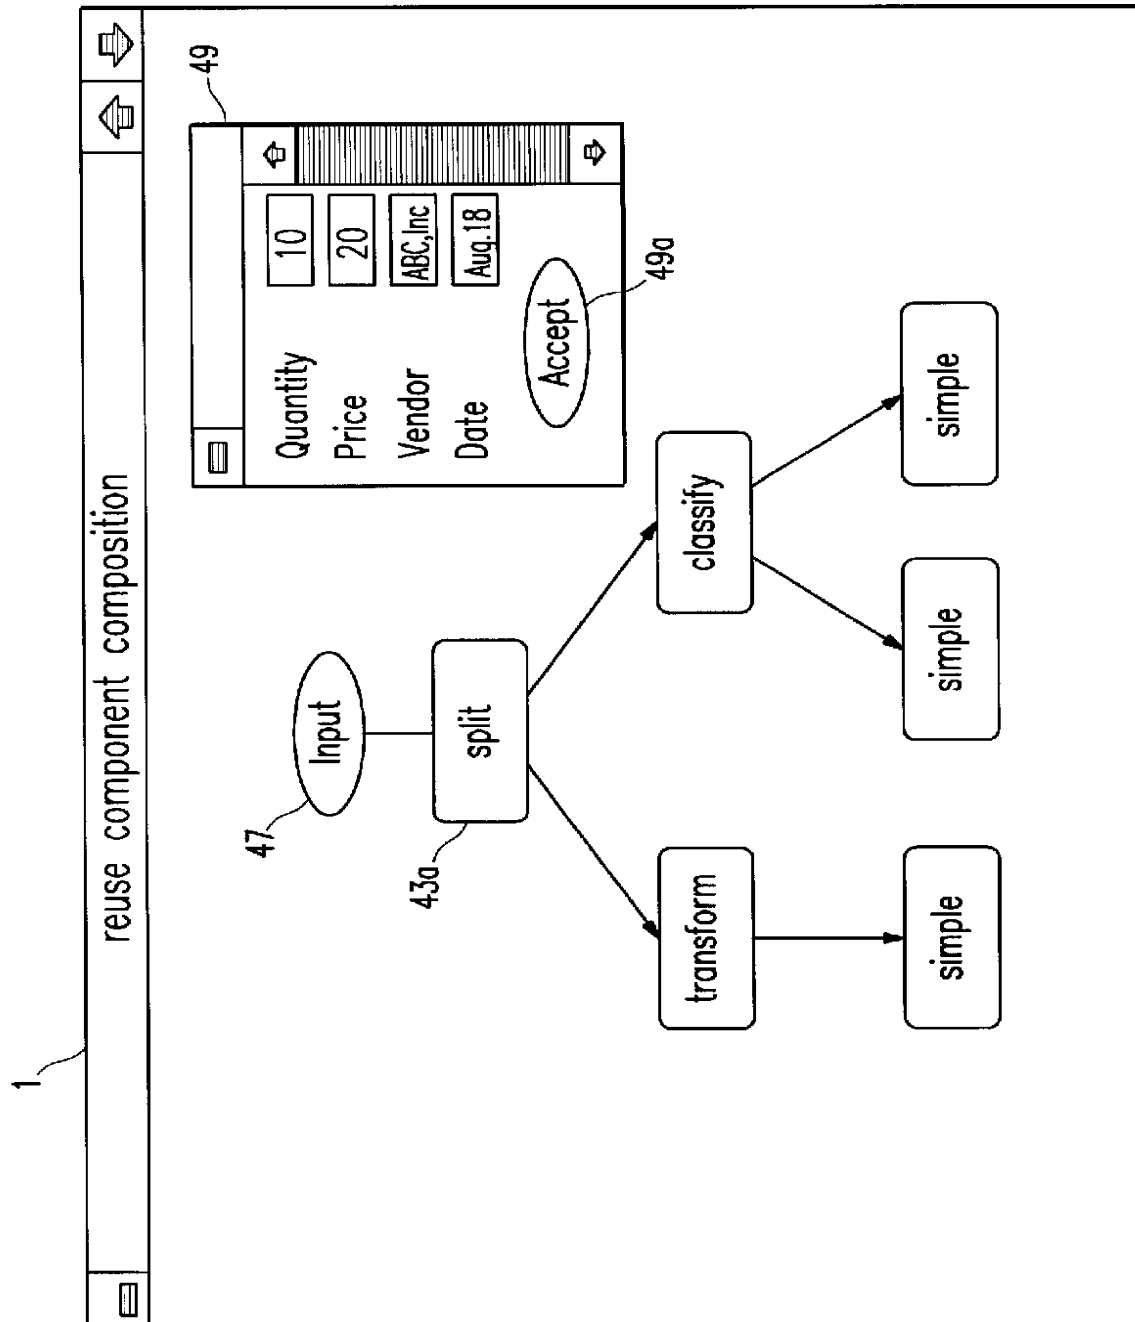 1
reuse component composition
49
Quantity 10
Price 20
Vendor ABC,Inc
Date Aug.18
Accept
49a
47
Input
43a
split
transform
classify
simple
simple
simple